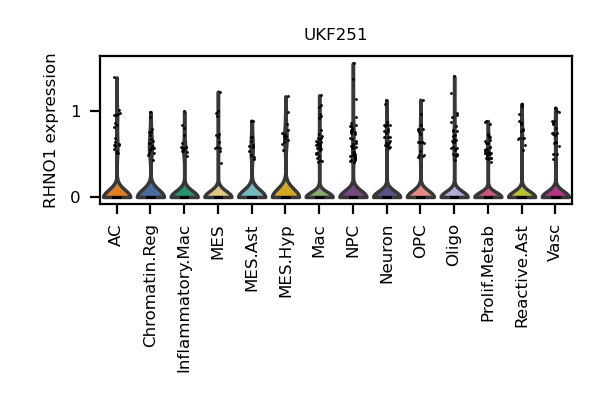 UKF251
RHNO1 expression
1
0
AC
Chromatin.Reg
Inflammatory.Mac
MES
MES.Ast
MES.Hyp
Mac
NPC
Neuron
OPC
Oligo
Prolif.Metab
Reactive.Ast
Vasc